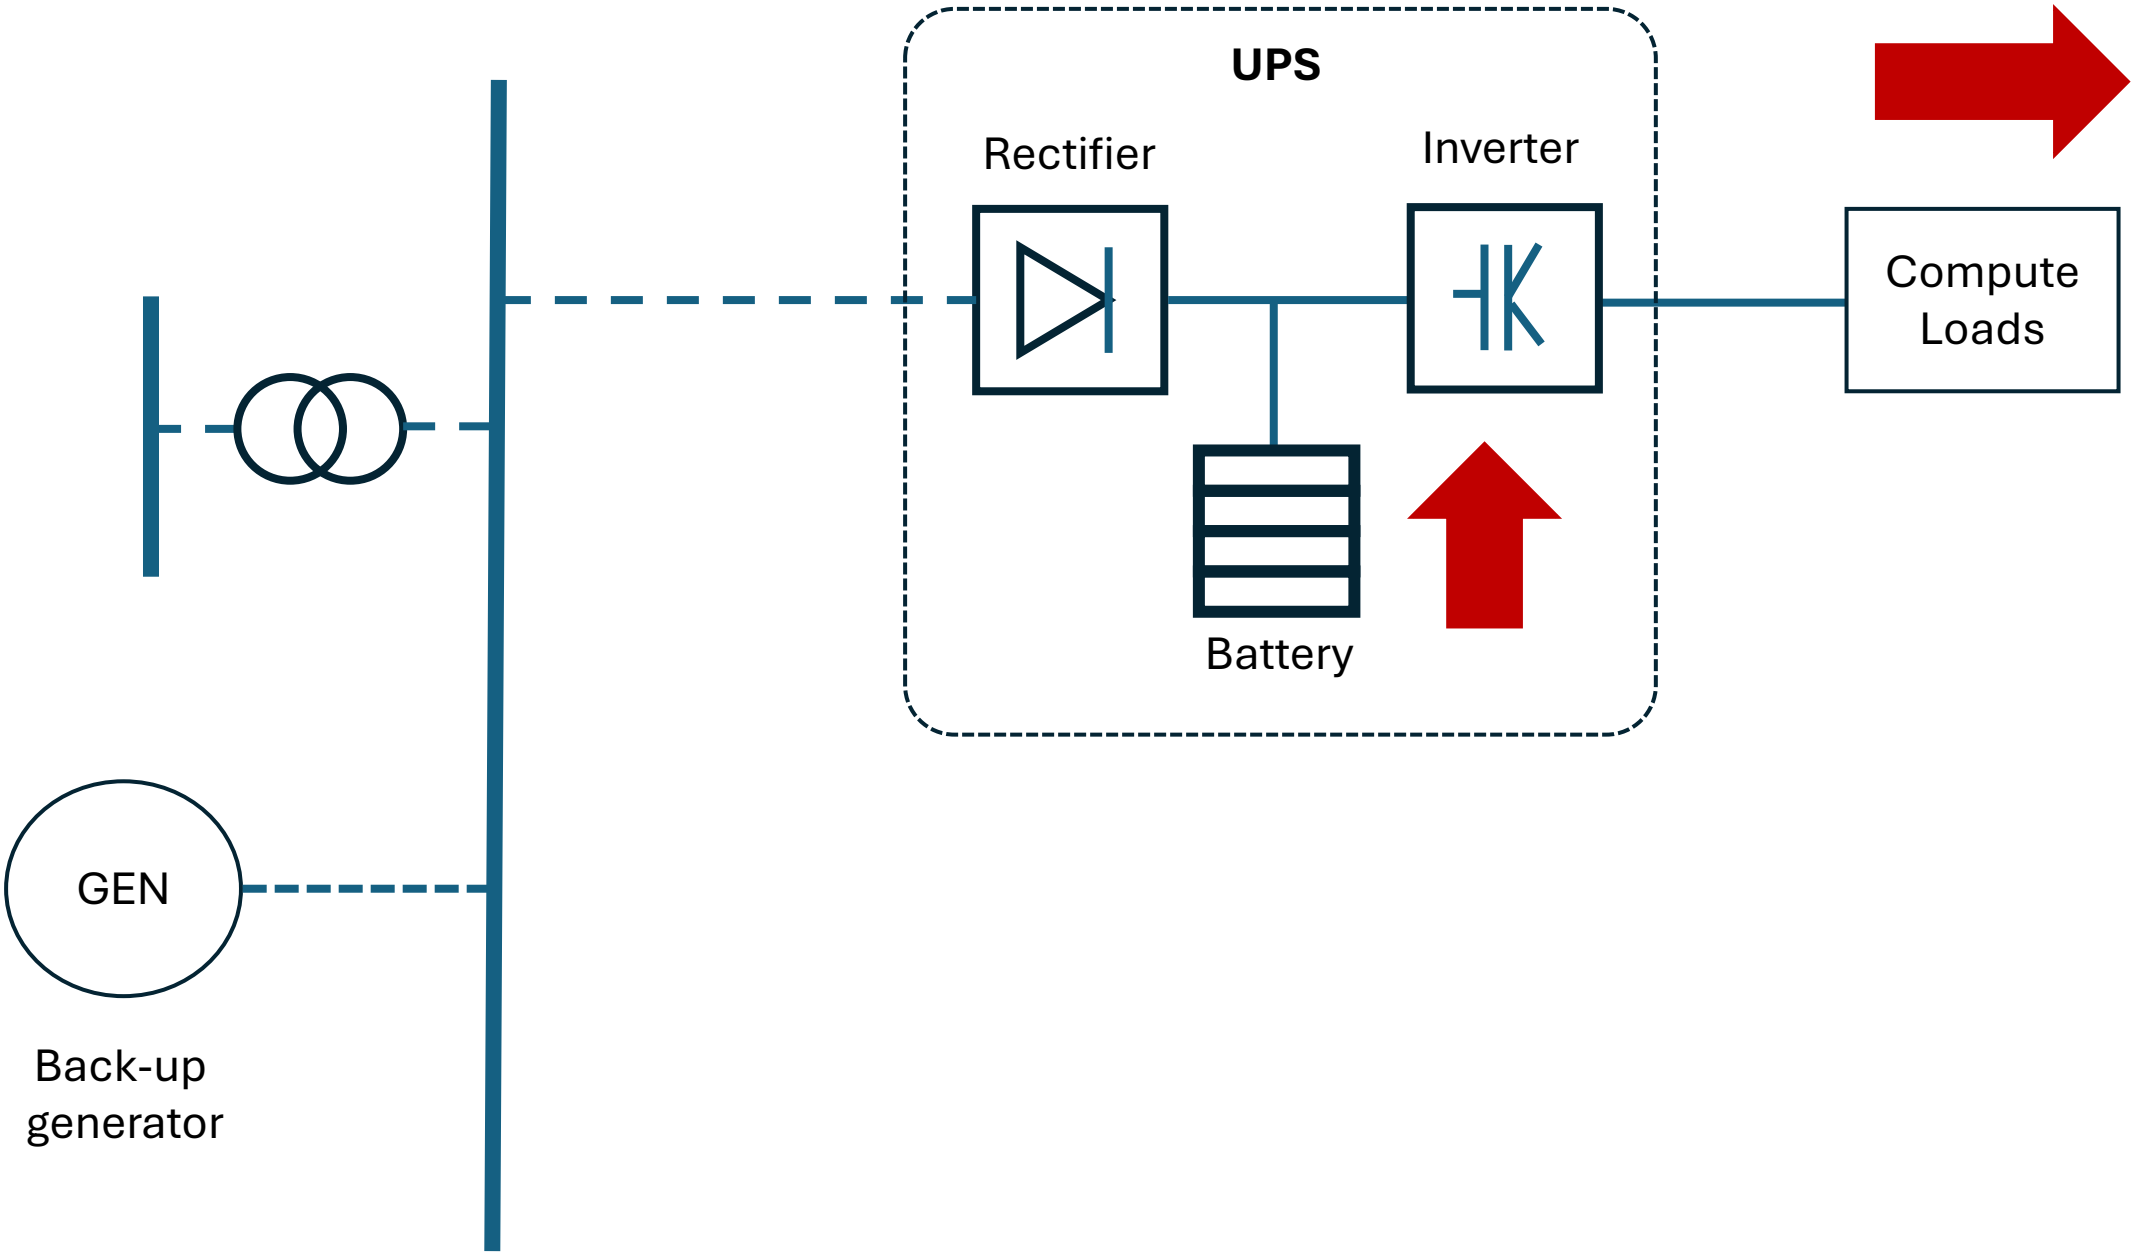 UPS
Rectifier
Inverter
Compute
Loads
Battery
GEN
Back-up
generator